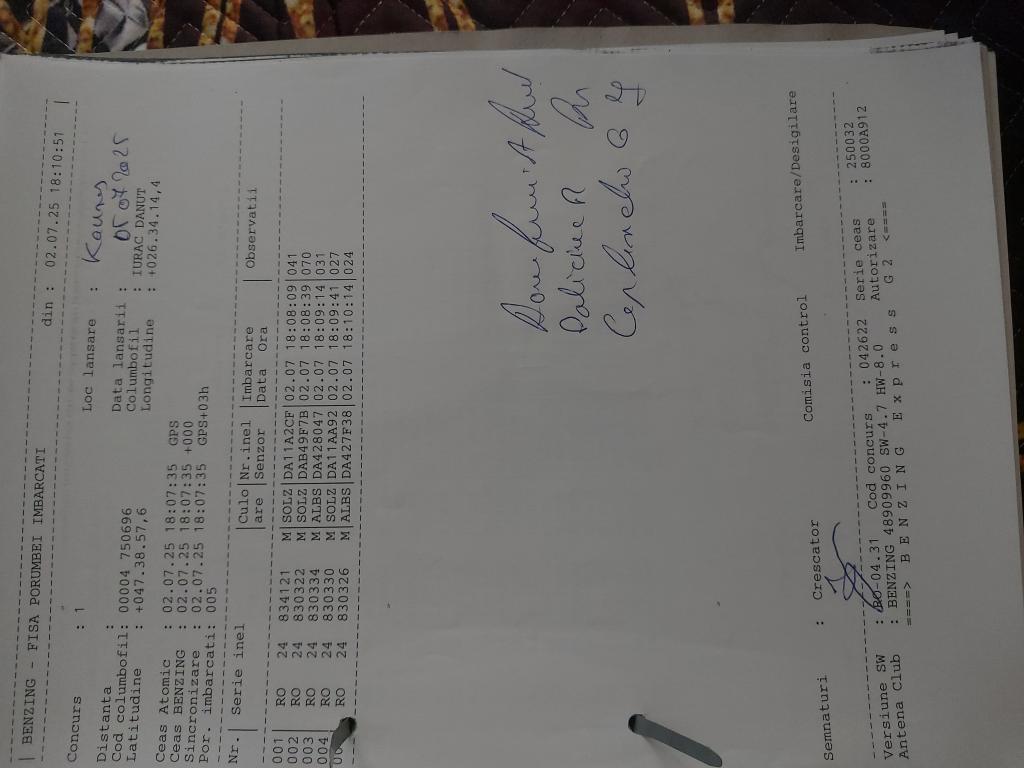 | BENZING - FISA PORUMBEI IMBARCATI din : 02.07.25 18:10:51 |
Concurs : 1 Loc lansare : Kaunas
Distanta : Data lansarii : 05 07 2025
Cod columbofil: 00004 750696 Columbofil : IURAC DANUT
Latitudine : +047.38.57,6 Longitudine : +026.34.14,4
Ceas Atomic : 02.07.25 18:07:35 GPS
Ceas BENZING : 02.07.25 18:07:35 +000
Sincronizare : 02.07.25 18:07:35 GPS+03h
Por. imbarcati: 005
Nr. | Serie inel |Culo|Nr.inel |Imbarcare | Observatii
|are |Senzor |Data Ora |
001| RO 24 834121 M|SOLZ|DA11A2CF|02.07 18:08:09|041
002| RO 24 830322 M|SOLZ|DAB49F7B|02.07 18:08:39|070
003| RO 24 830334 M|ALBS|DA428047|02.07 18:09:14|031
004| RO 24 830330 M|SOLZ|DA11AA92|02.07 18:09:41|027
RO 24 830326 M|ALBS|DA427F38|02.07 18:10:14|024
Semnaturi : Crescator Comisia control Imbarcare/Desigilare
Versiune SW : RO-04.31 Cod concurs : 042622 Serie ceas : 250032
Antena Club : BENZING 48909960 SW-4.7 HW-8.0 Autorizare : 8000A912
====> B E N Z I N G E x p r e s s G 2 <====